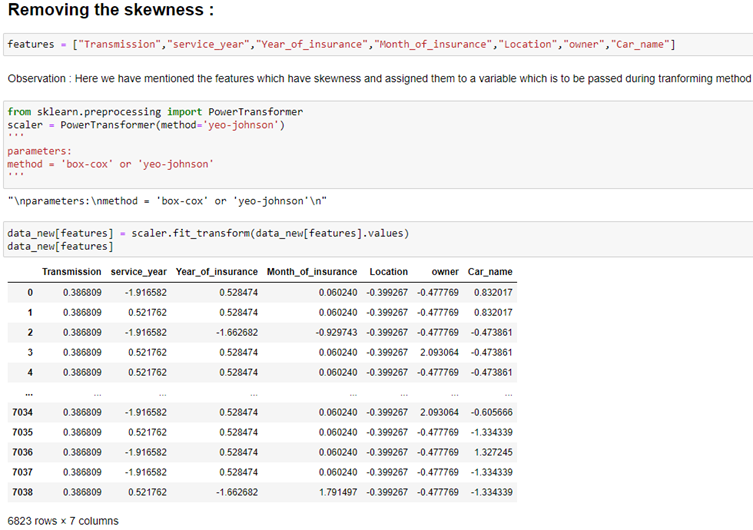 Removing the skewness :
features = ["Transmission","service_year","Year_of_insurance","Month_of_insurance","Location","owner","Car_name"]
Observation : Here we have mentioned the features which have skewness and assigned them to a variable which is to be passed during tranforming method
from sklearn.preprocessing import PowerTransformer
scaler = PowerTransformer(method='yeo-johnson')
'''
parameters:
method = 'box-cox' or 'yeo-johnson'
'''
"\nparameters:\nmethod = 'box-cox' or 'yeo-johnson'\n"
data_new[features] = scaler.fit_transform(data_new[features].values)
data_new[features]
Transmission service_year Year_of_insurance Month_of_insurance Location owner Car_name
0 0.386809 -1.916582 0.528474 0.060240 -0.399267 -0.477769 0.832017
1 0.386809 0.521762 0.528474 0.060240 -0.399267 -0.477769 0.832017
2 0.386809 -1.916582 -1.662682 -0.929743 -0.399267 -0.477769 -0.473861
3 0.386809 0.521762 0.528474 0.060240 -0.399267 2.093064 -0.473861
4 0.386809 0.521762 0.528474 0.060240 -0.399267 -0.477769 -0.473861
... ... ... ... ... ... ... ...
7034 0.386809 -1.916582 0.528474 0.060240 -0.399267 2.093064 -0.605666
7035 0.386809 0.521762 0.528474 0.060240 -0.399267 -0.477769 -1.334339
7036 0.386809 -1.916582 0.528474 0.060240 -0.399267 -0.477769 1.327245
7037 0.386809 -1.916582 0.528474 0.060240 -0.399267 -0.477769 -1.334339
7038 0.386809 0.521762 -1.662682 1.791497 -0.399267 -0.477769 -1.334339
6823 rows × 7 columns